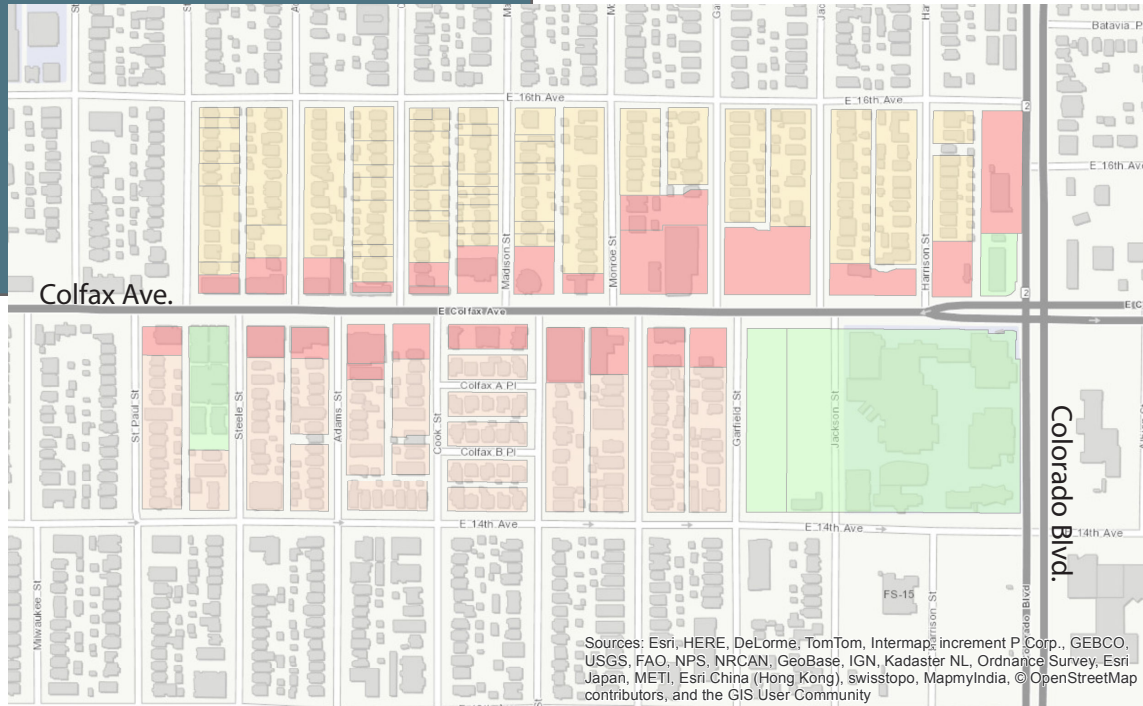 Batavia P
E 16th Ave
E 16th Ave
2
E 16th Ave
Madison St
Monroe St
Harrison St
2
Colfax Ave.
E Colfax Ave
E C
St Paul St
Steele St
Adams St
Cook St
Colfax A Pl
Colfax B Pl
Garfield St
Jackson St
Colorado Blvd.
E 14th Ave
E 14th Ave
14th Ave
Milwaukee St
FS-15
Harrison St
Sources: Esri, HERE, DeLorme, TomTom, Intermap, increment P Corp., GEBCO,
USGS, FAO, NPS, NRCAN, GeoBase, IGN, Kadaster NL, Ordnance Survey, Esri
Japan, METI, Esri China (Hong Kong), swisstopo, MapmyIndia, © OpenStreetMap
contributors, and the GIS User Community